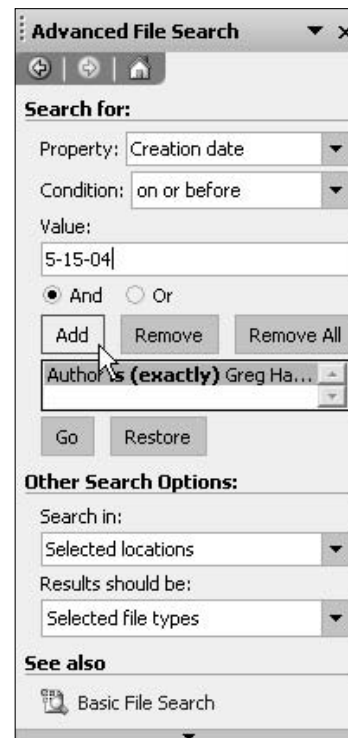 Advanced File Search
Search for:
Property: Creation date
Condition: on or before
Value:
5-15-04
And Or
Add Remove Remove All
Author is (exactly) Greg Ha...
Go Restore
Other Search Options:
Search in:
Selected locations
Results should be:
Selected file types
See also
Basic File Search